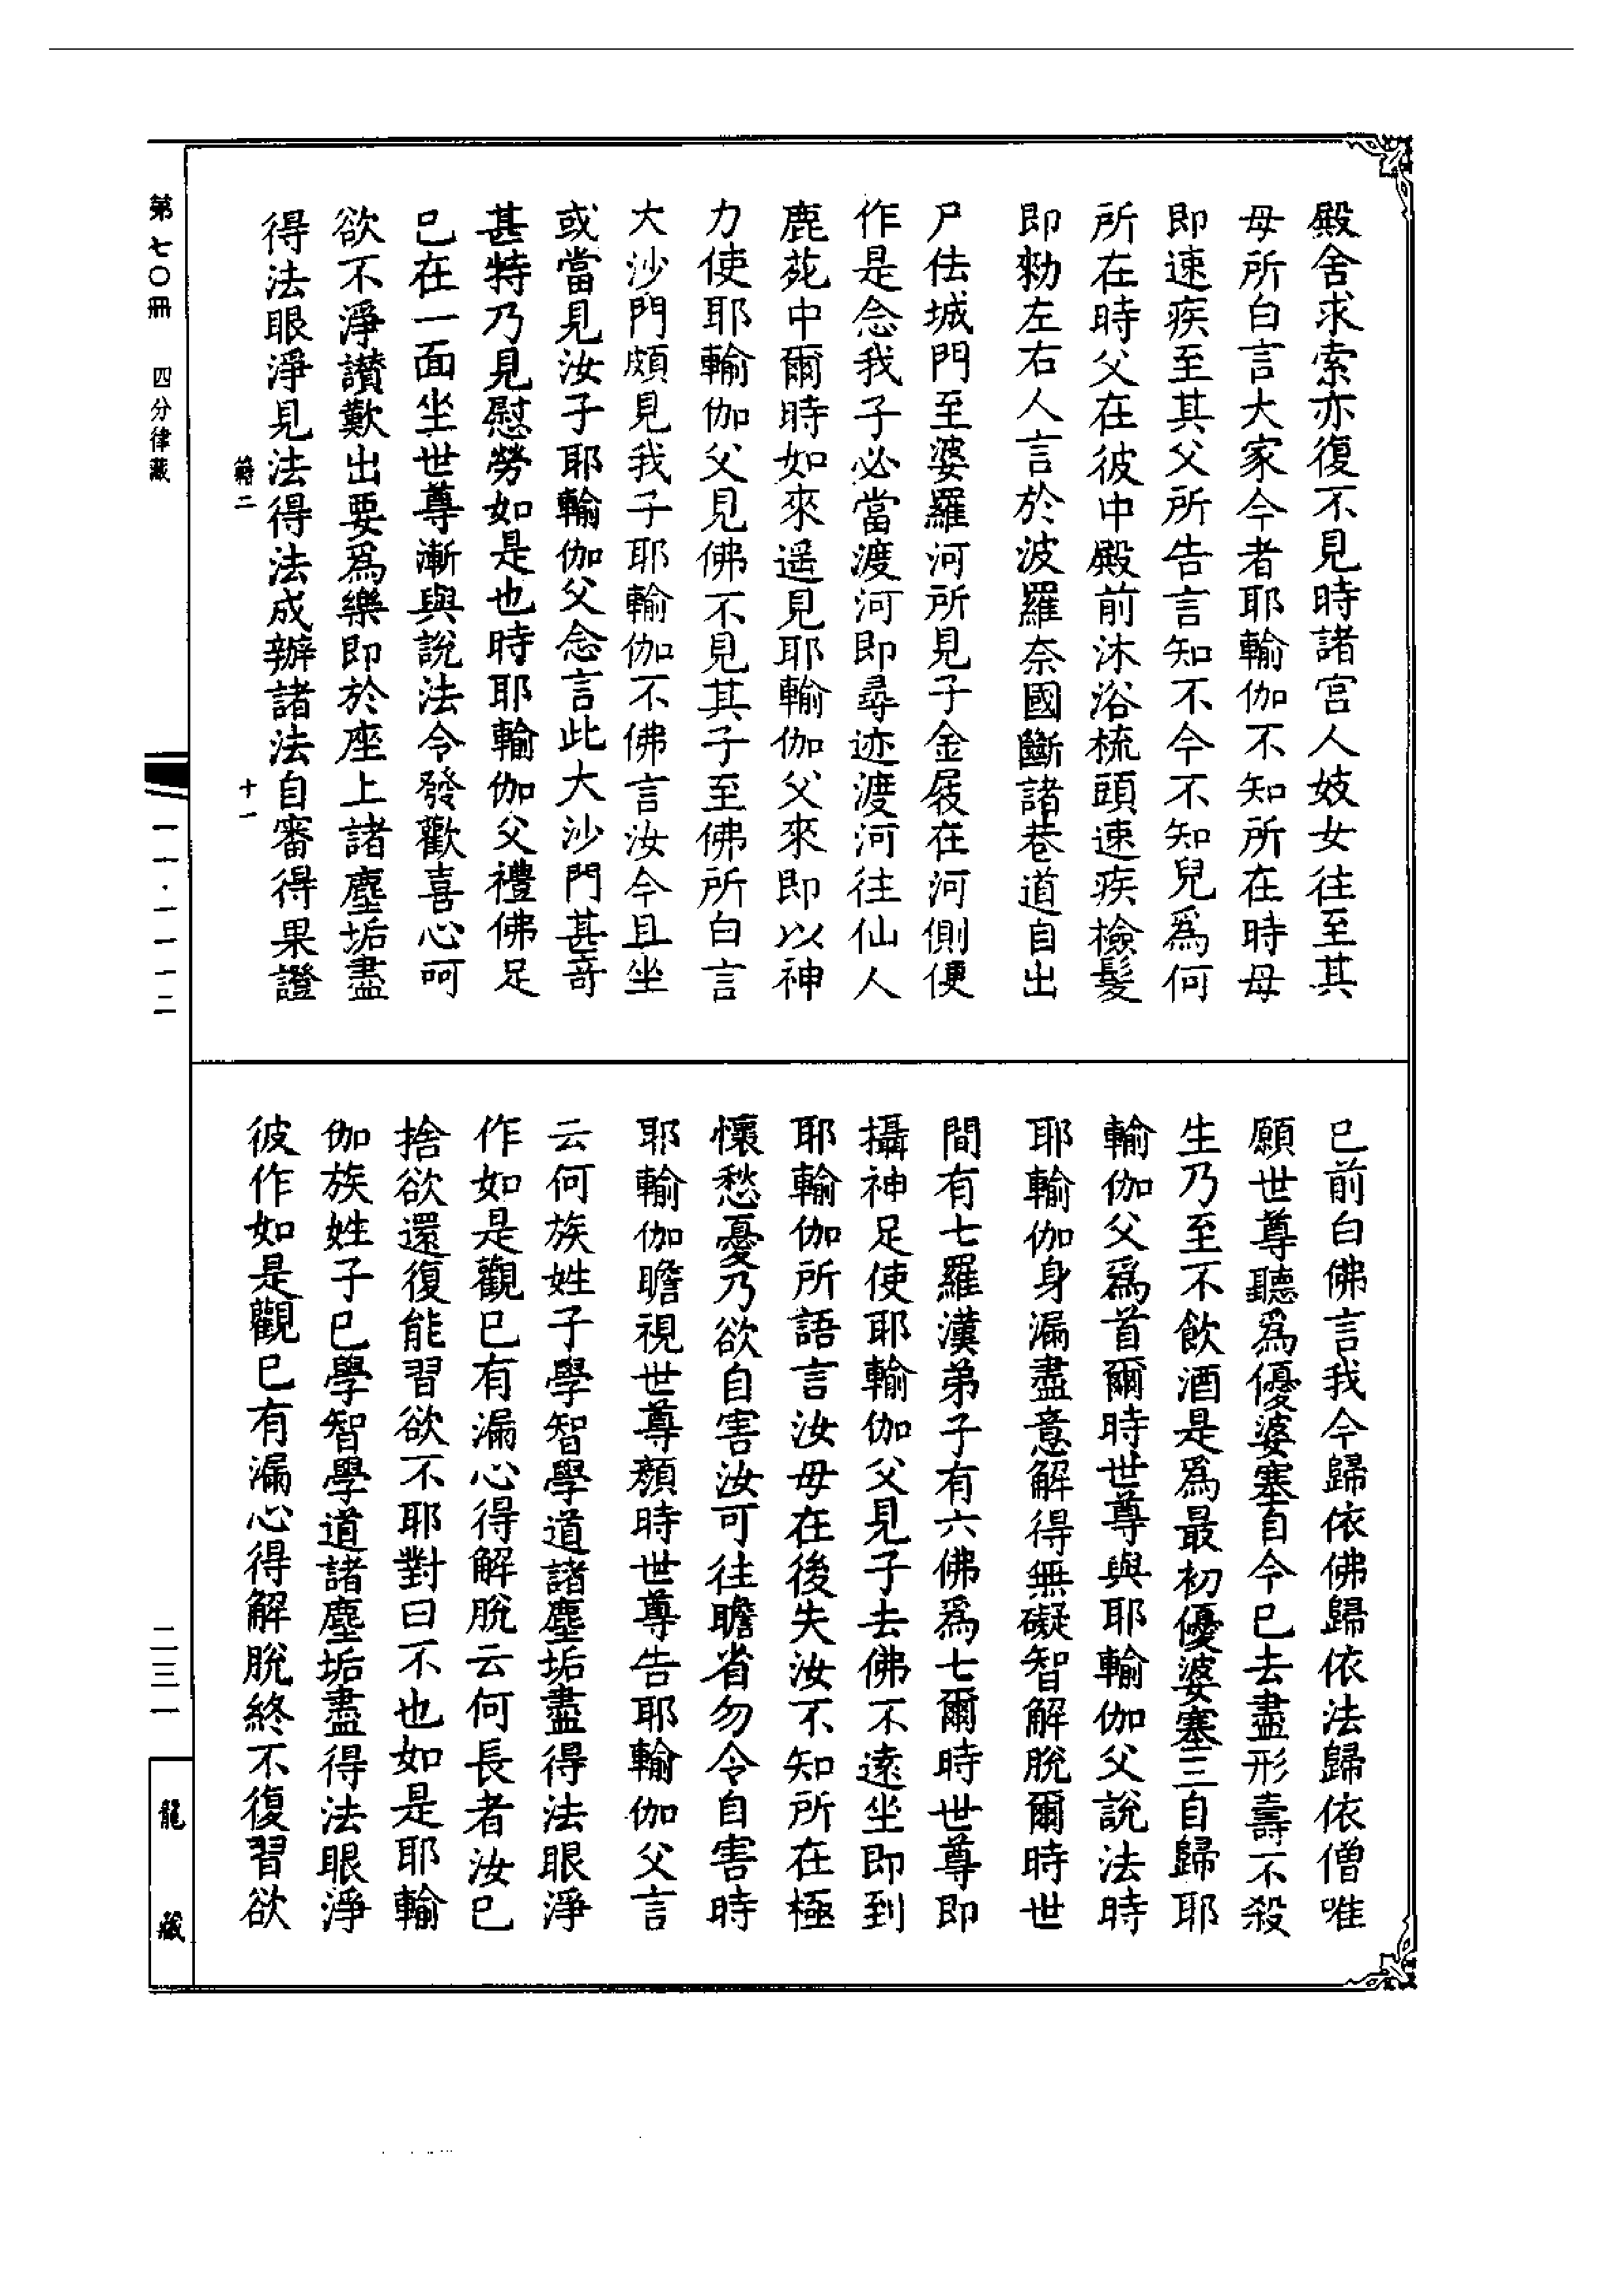 殿舍求索亦復不見時諸宮人妓女往至其
母所白言大家今者耶輸伽不知所在時母
即速疾至其父所告言知不今不知兒爲何
所在時父在彼中殿前沐浴梳頭速疾檢髮
即勑左右人言於波羅奈國斷諸巷道自出
尸佉城門至婆羅河所見子金屐在河側便
作是念我子必當渡河即尋迹渡河往仙人
鹿苑中爾時如來遥見耶輸伽父來即以神
力使耶輸伽父見佛不見其子至佛所白言
大沙門頗見我子耶輸伽不佛言汝今且坐
或當見汝子耶輸伽父念言此大沙門甚奇
甚特乃見慰勞如是也時耶輸伽父禮佛足
已在一面坐世尊漸與說法令發歡喜心呵
欲不淨讚歎出要爲樂即於座上諸塵垢盡
得法眼淨見法得法成辦諸法自審得果證
籍二 十一
已前白佛言我今歸依佛歸依法歸依僧唯
願世尊聽爲優婆塞自今已去盡形壽不殺
生乃至不飲酒是爲最初優婆塞三自歸耶
輸伽父爲首爾時世尊與耶輸伽父說法時
耶輸伽身漏盡意解得無礙智解脫爾時世
間有七羅漢弟子有六佛爲七爾時世尊即
攝神足使耶輸伽父見子去佛不遠坐即到
耶輸伽所語言汝母在後失汝不知所在極
懷愁憂乃欲自害汝可往瞻省勿令自害時
耶輸伽瞻視世尊顏時世尊告耶輸伽父言
云何族姓子學智學道諸塵垢盡得法眼淨
作如是觀已有漏心得解脫云何長者汝已
捨欲還復能習欲不耶對曰不也如是耶輸
伽族姓子已學智學道諸塵垢盡得法眼淨
彼作如是觀已有漏心得解脫終不復習欲
第七〇冊 四分律藏
一一·一一一二
二三一
龍藏